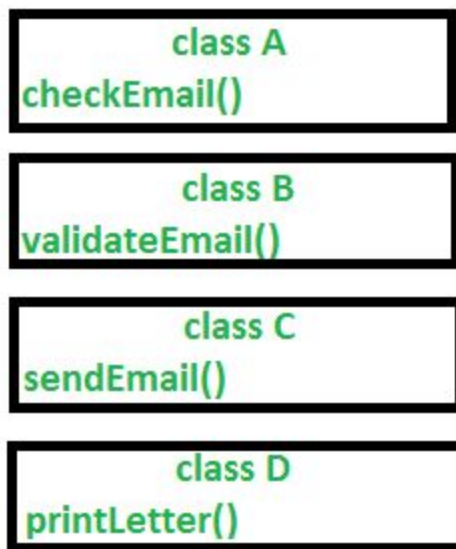 class A
checkEmail()
class B
validateEmail()
class C
sendEmail()
class D
printLetter()